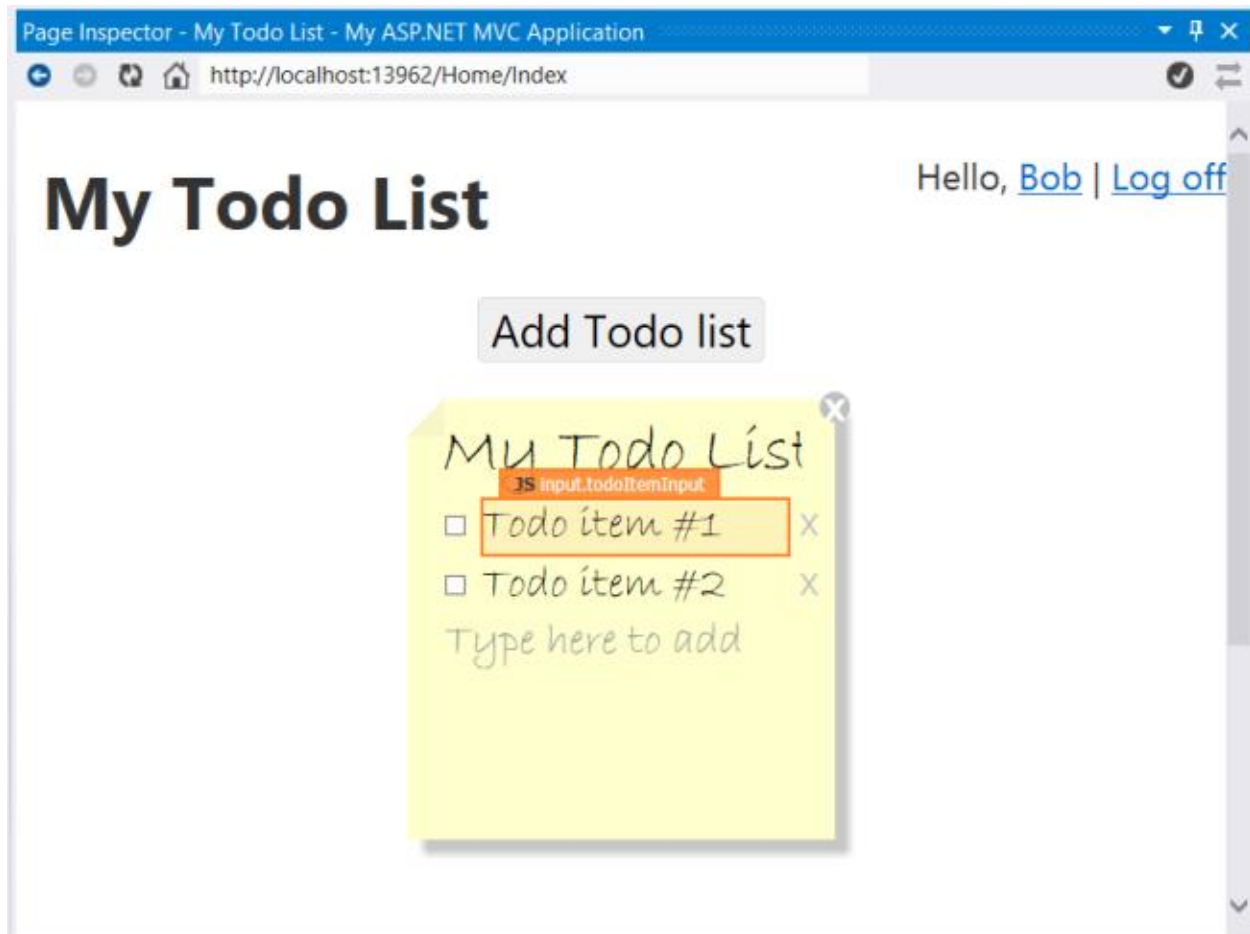 Page Inspector - My Todo List - My ASP.NET MVC Application
http://localhost:13962/Home/Index
My Todo List
Hello, Bob | Log off
Add Todo list
My Todo List
JS input.todoItemInput
Todo item #1 X
Todo item #2 X
Type here to add